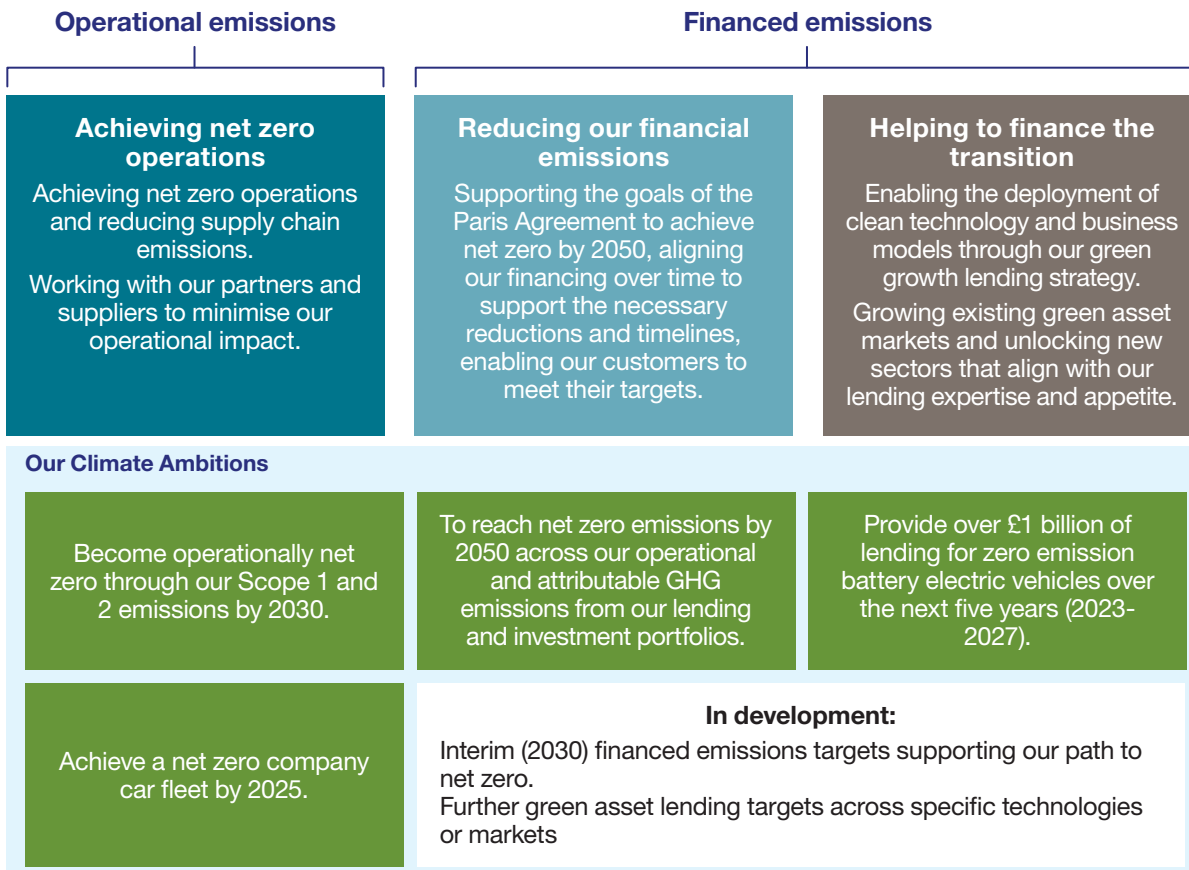 Operational emissions
Financed emissions
Achieving net zero
operations
Achieving net zero operations
and reducing supply chain
emissions.
Working with our partners and
suppliers to minimise our
operational impact.
Reducing our financial
emissions
Supporting the goals of the
Paris Agreement to achieve
net zero by 2050, aligning
our financing over time to
support the necessary
reductions and timelines,
enabling our customers to
meet their targets.
Helping to finance the
transition
Enabling the deployment of
clean technology and business
models through our green
growth lending strategy.
Growing existing green asset
markets and unlocking new
sectors that align with our
lending expertise and appetite.
Our Climate Ambitions
Become operationally net
zero through our Scope 1 and
2 emissions by 2030.
To reach net zero emissions by
2050 across our operational
and attributable GHG
emissions from our lending
and investment portfolios.
Provide over £1 billion of
lending for zero emission
battery electric vehicles over
the next five years (2023-
2027).
Achieve a net zero company
car fleet by 2025.
In development:
Interim (2030) financed emissions targets supporting our path to
net zero.
Further green asset lending targets across specific technologies
or markets